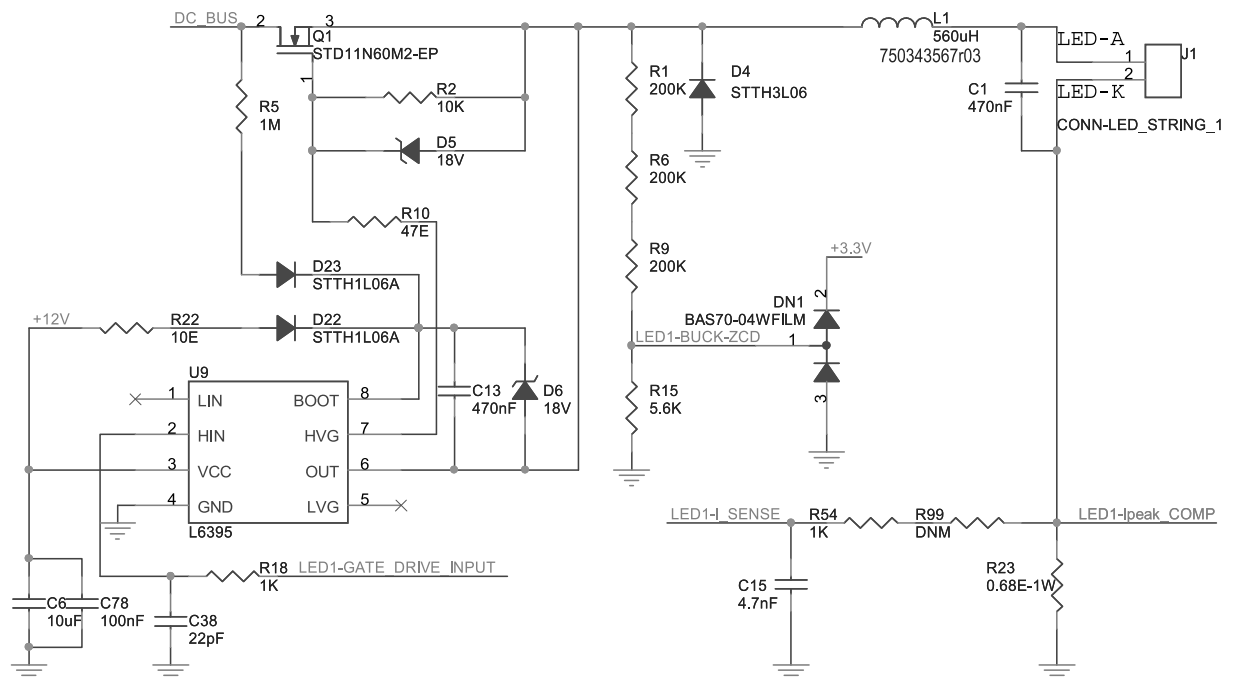 DC_BUS
2
3
Q1
STD11N60M2-EP
1
R5
1M
R2
10K
D5
18V
R10
47E
R1
200K
R6
200K
R9
200K
D4
STTH3L06
L1
560uH
750343567r03
C1
470nF
LED-A
1
2
LED-K
J1
CONN-LED_STRING_1
D23
STTH1L06A
+12V
R22
10E
D22
STTH1L06A
+3.3V
2
DN1
BAS70-04WFILM
LED1-BUCK-ZCD
1
3
R15
5.6K
U9
1
LIN
BOOT
8
2
HIN
HVG
7
3
VCC
OUT
6
4
GND
LVG
5
L6395
C13
470nF
D6
18V
LED1-I_SENSE
R54
1K
R99
DNM
LED1-Ipeak_COMP
R18
1K
LED1-GATE_DRIVE_INPUT
C15
4.7nF
R23
0.68E-1W
C6
10uF
C78
100nF
C38
22pF